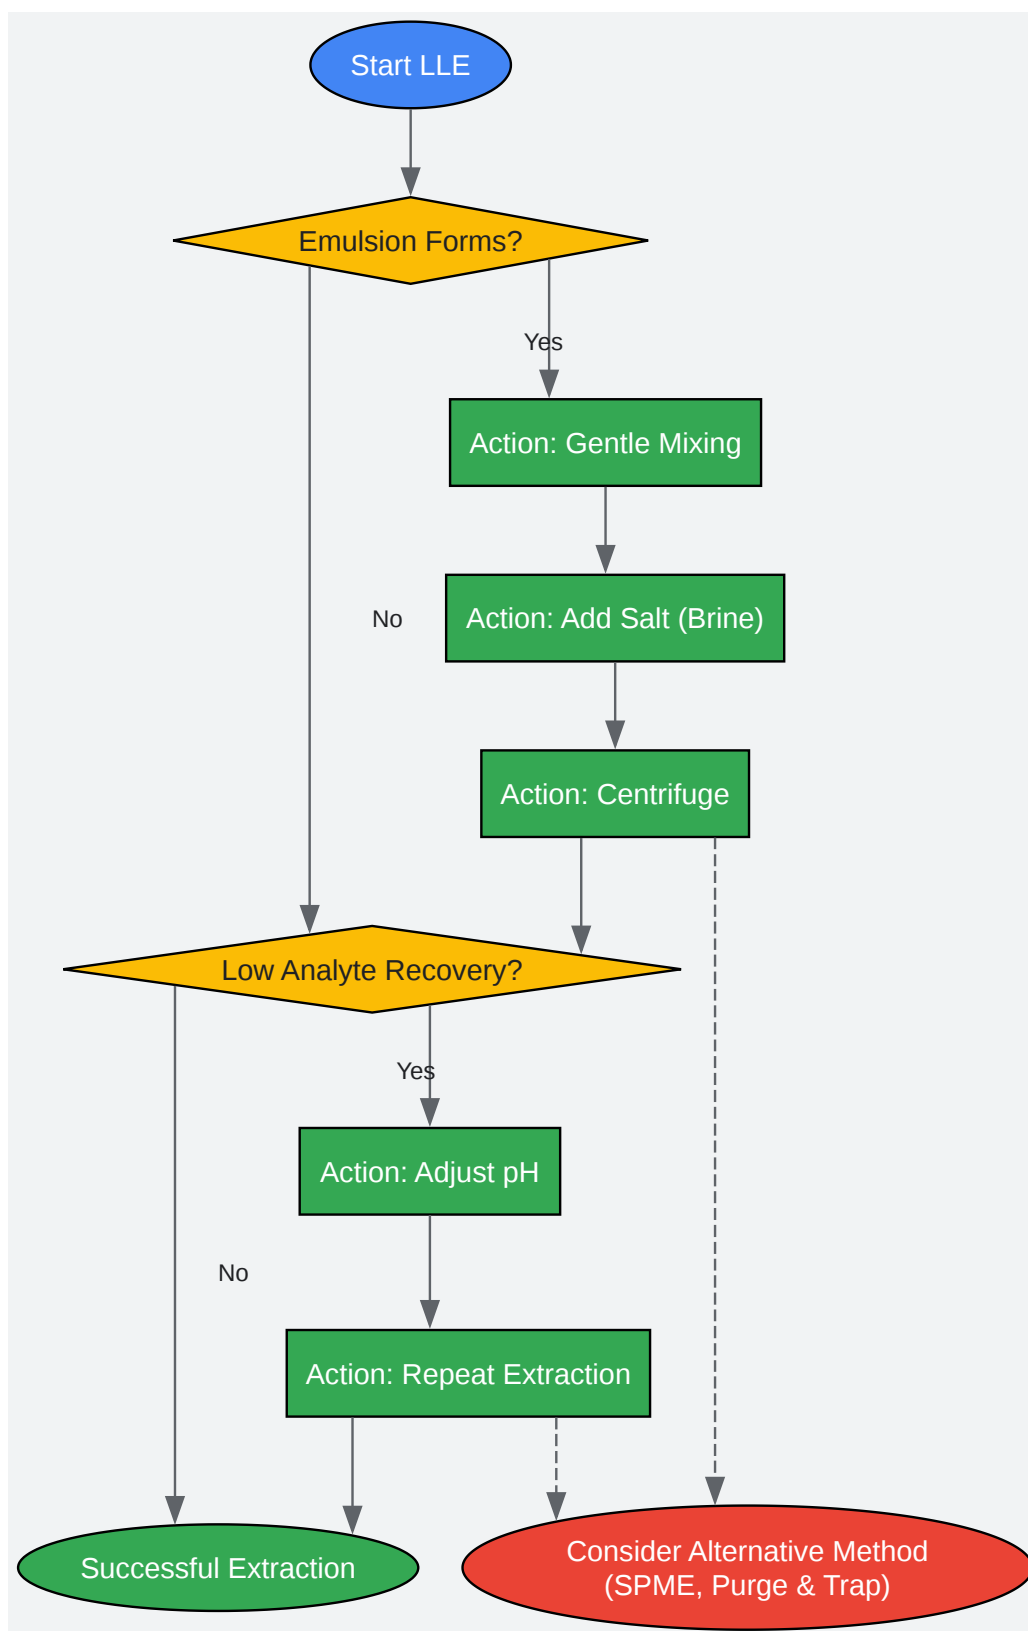 Start LLE
Emulsion Forms?
Yes
Action: Gentle Mixing
No
Action: Add Salt (Brine)
Action: Centrifuge
Low Analyte Recovery?
Yes
Action: Adjust pH
No
Action: Repeat Extraction
Successful Extraction
Consider Alternative Method
(SPME, Purge & Trap)